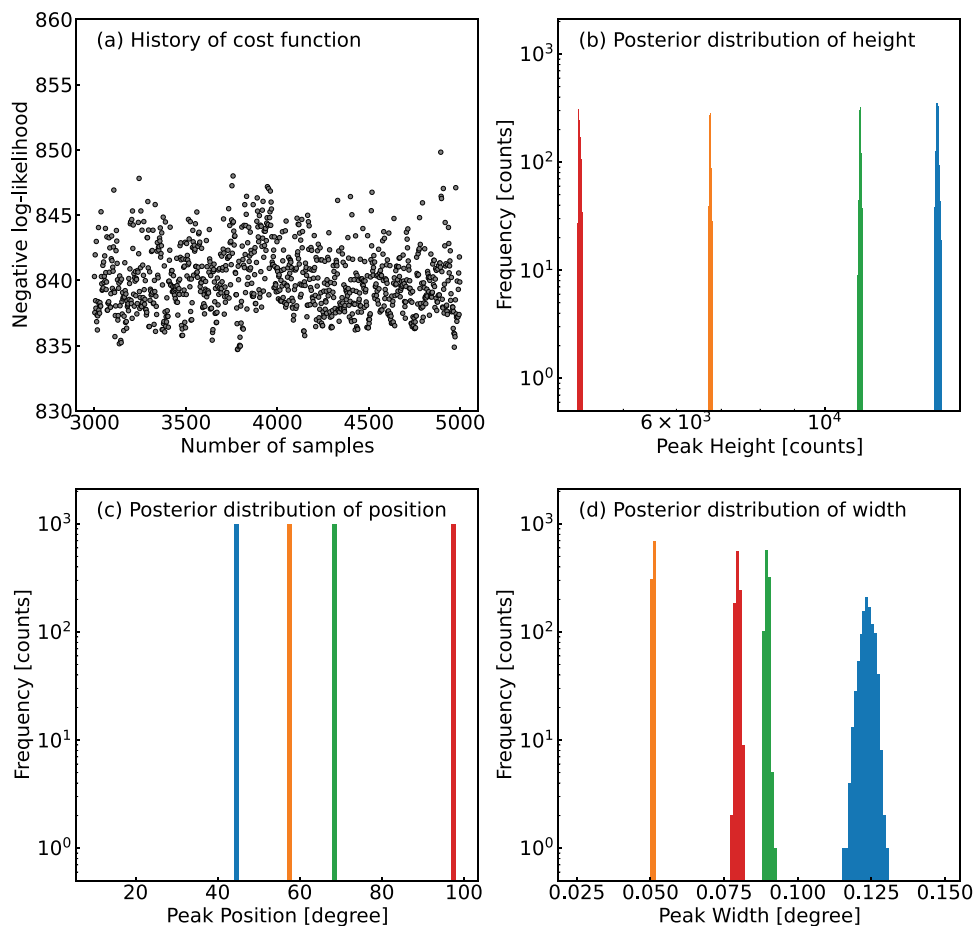 (a) History of cost function
Negative log-likelihood
860
855
850
845
840
835
830
3000
3500
4000
4500
5000
Number of samples
(b) Posterior distribution of height
Frequency [counts]
10³
10²
10¹
10⁰
6 × 10³
10⁴
Peak Height [counts]
(c) Posterior distribution of position
Frequency [counts]
10³
10²
10¹
10⁰
20
40
60
80
100
Peak Position [degree]
(d) Posterior distribution of width
Frequency [counts]
10³
10²
10¹
10⁰
0.025
0.050
0.075
0.100
0.125
0.150
Peak Width [degree]